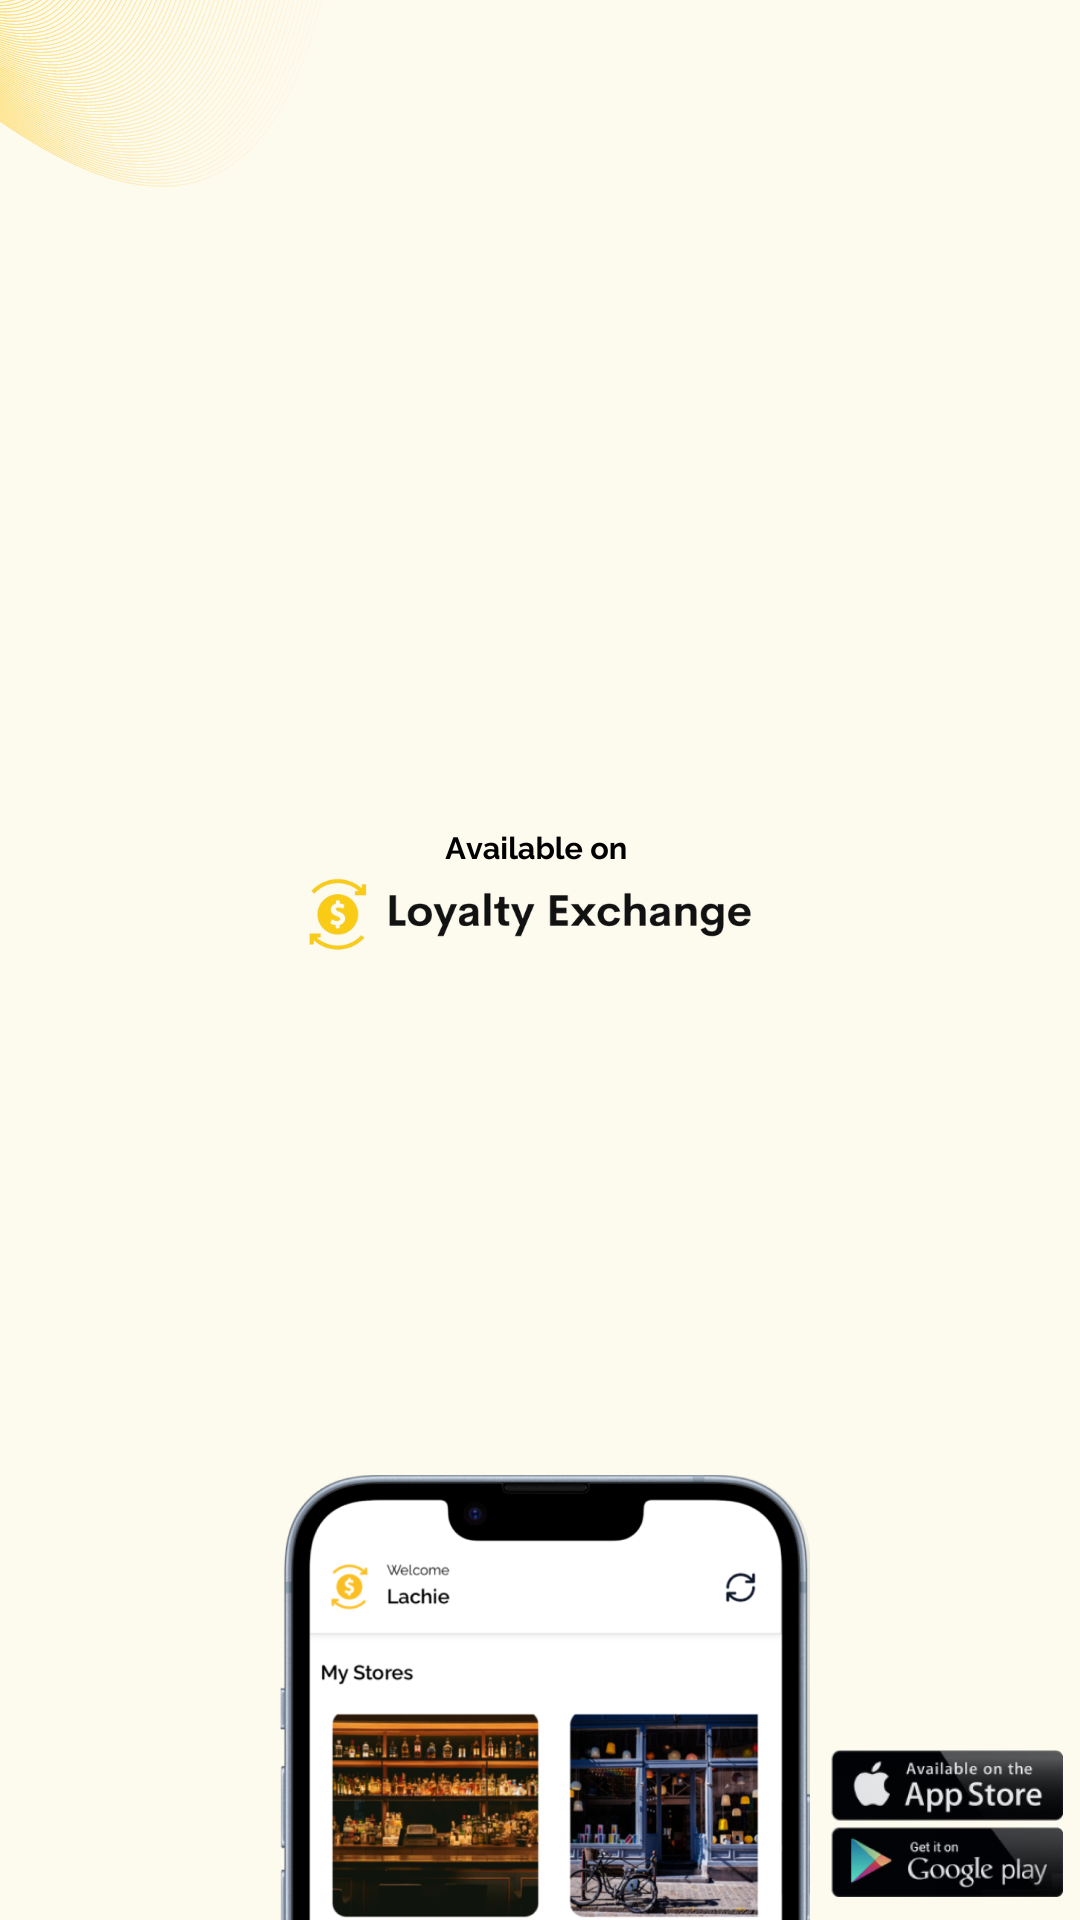 Available on
Loyalty Exchange
Welcome
Lachie
My Stores
Available on the
App Store
Get it on
Google play